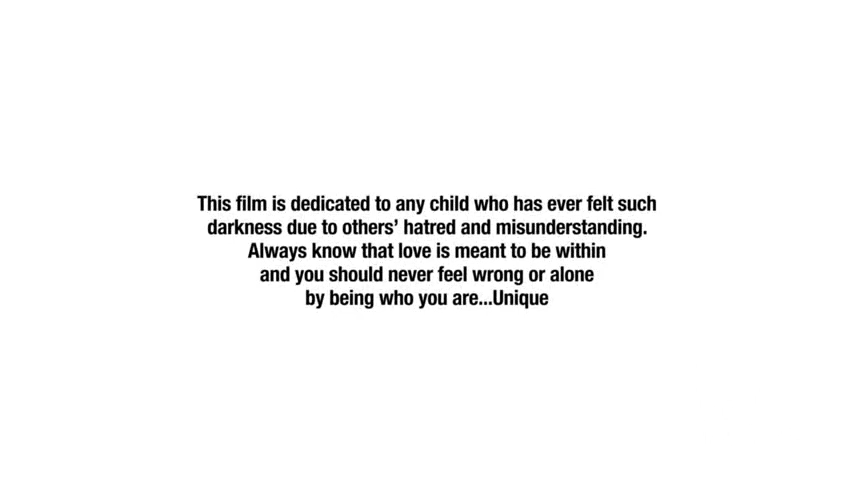 This film is dedicated to any child who has ever felt such
darkness due to others’ hatred and misunderstanding.
Always know that love is meant to be within
and you should never feel wrong or alone
by being who you are...Unique